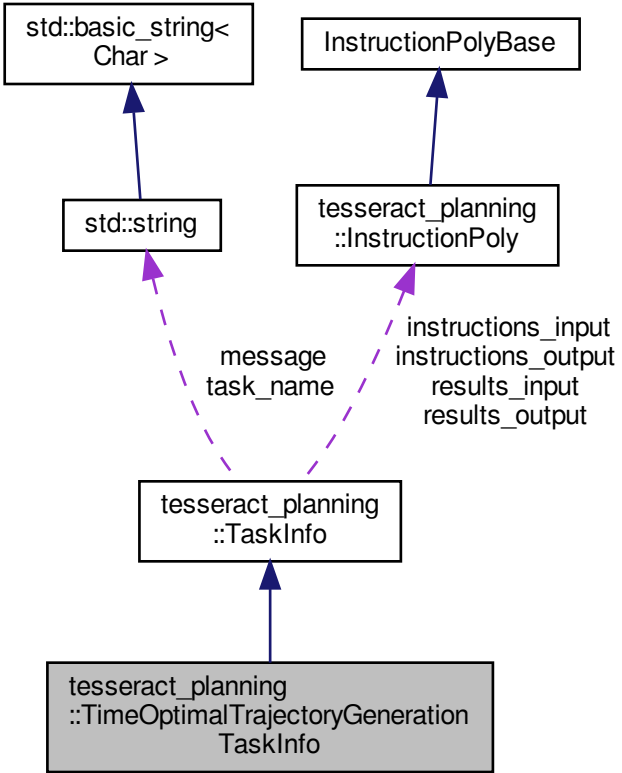 std::basic_string<
Char >
InstructionPolyBase
std::string
tesseract_planning
::InstructionPoly
message
task_name
instructions_input
instructions_output
results_input
results_output
tesseract_planning
::TaskInfo
tesseract_planning
::TimeOptimalTrajectoryGeneration
TaskInfo